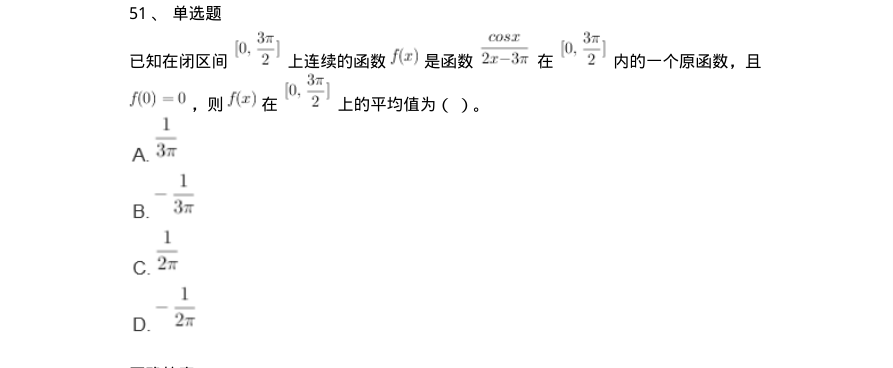 51、 单选题
已知在闭区间 [0, 3π/2] 上连续的函数 f(x) 是函数 cosx/(2x−3π) 在 [0, 3π/2] 内的一个原函数，且
f(0) = 0 ，则 f(x) 在 [0, 3π/2] 上的平均值为（ ）。
A. 1/3π
B. − 1/3π
C. 1/2π
D. − 1/2π